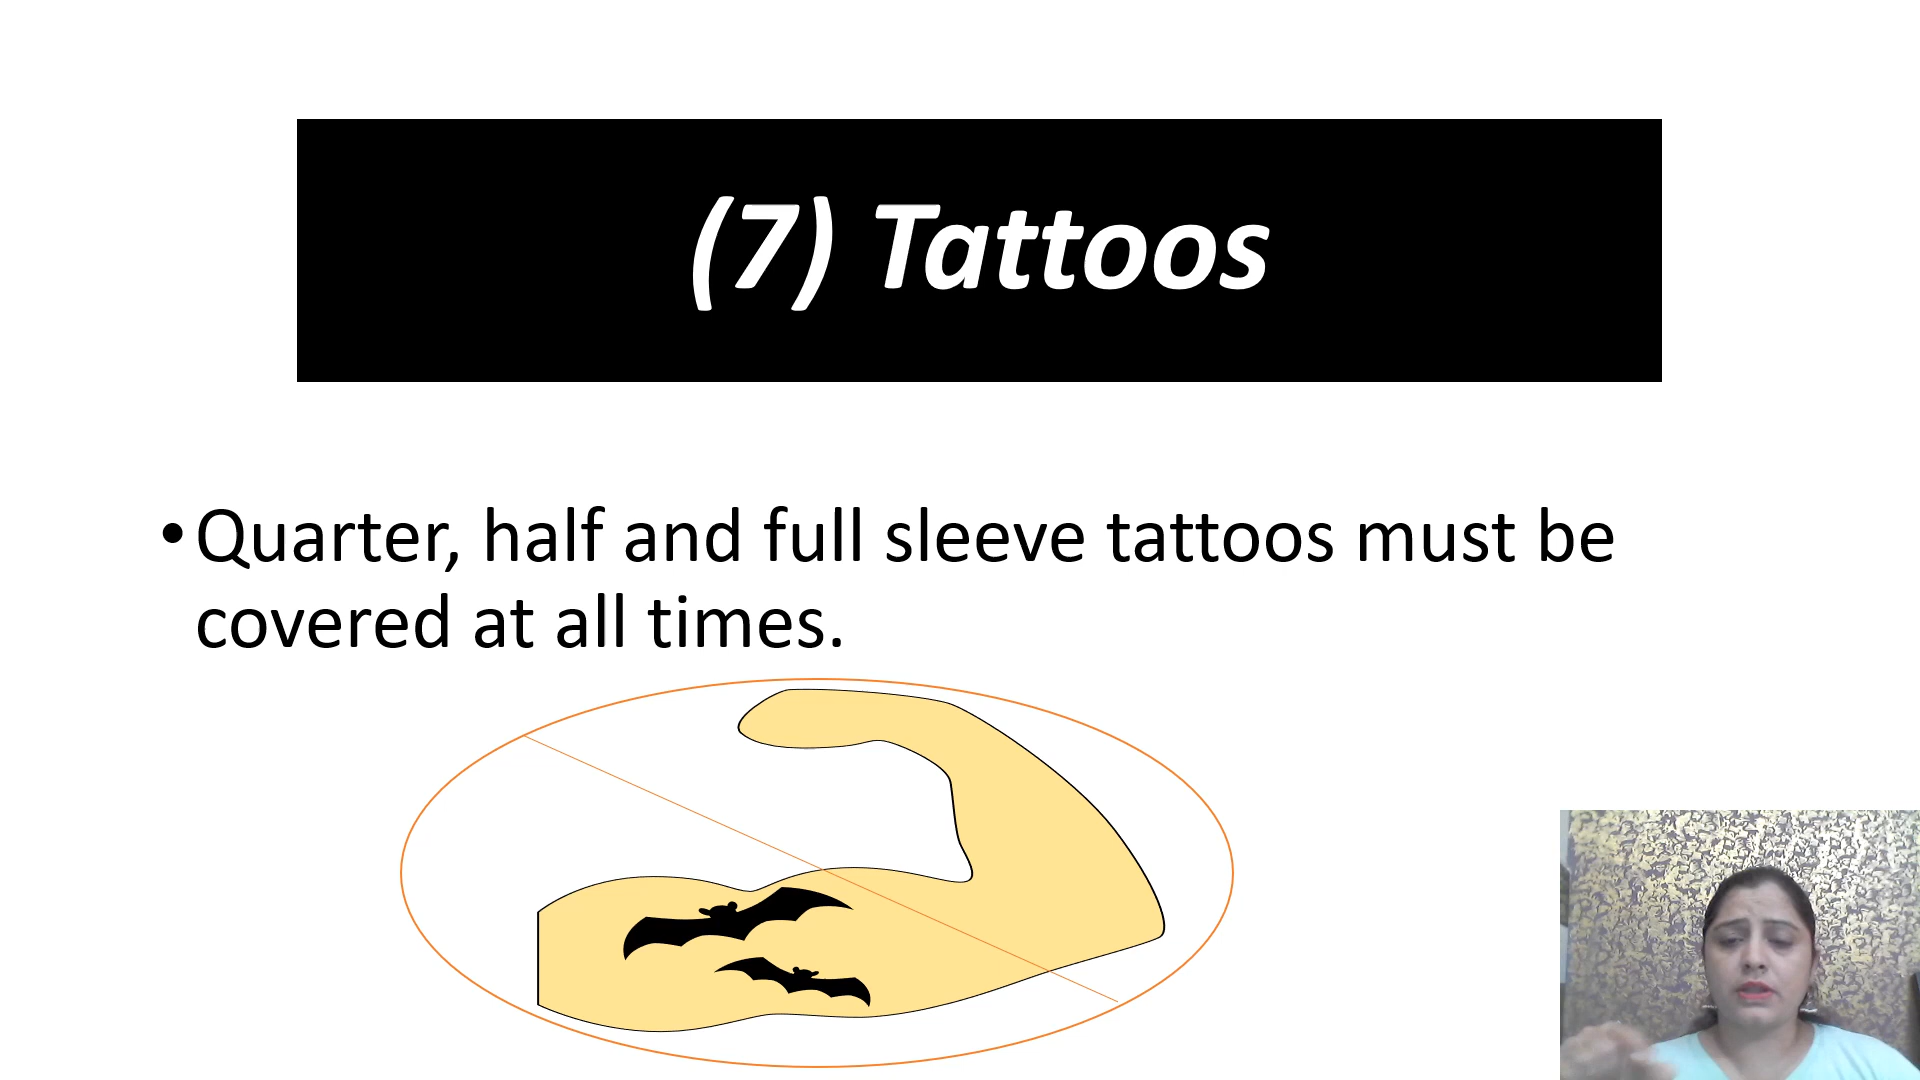 (7) Tattoos
•Quarter, half and full sleeve tattoos must be
covered at all times.